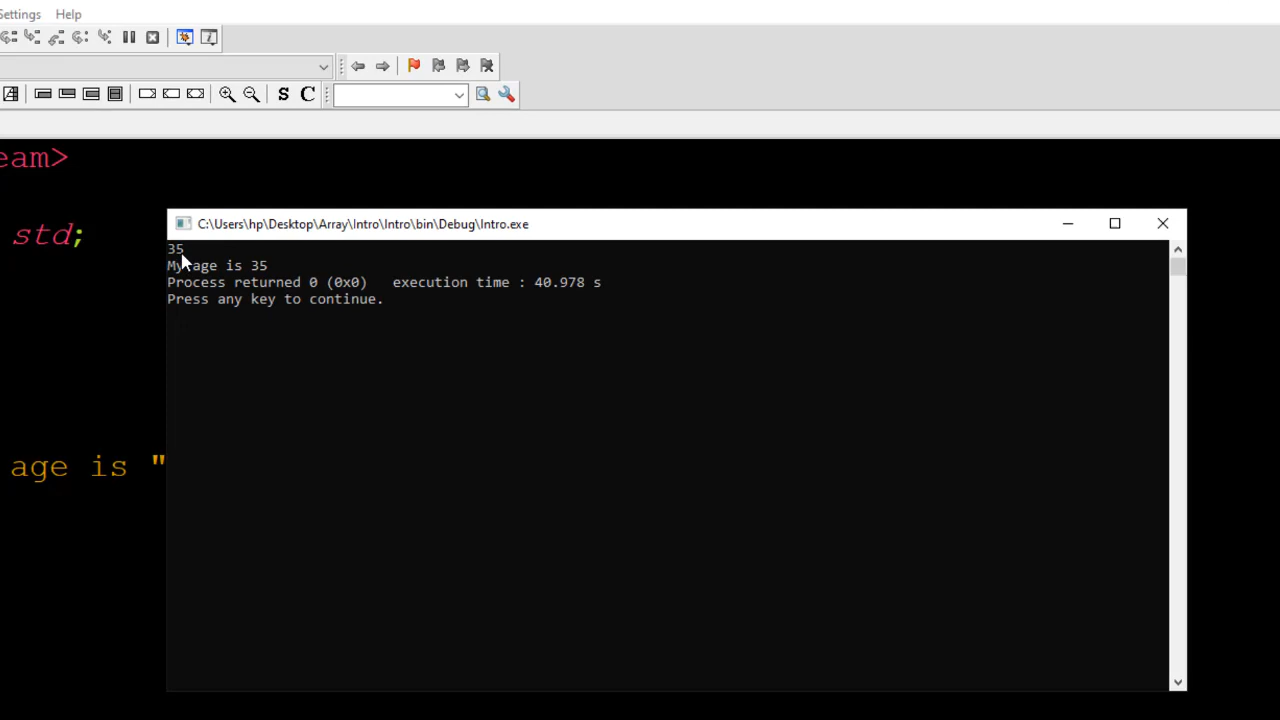 Settings Help
S C
eam>
C:\Users\hp\Desktop\Array\Intro\Intro\bin\Debug\Intro.exe
std;
35
My age is 35
Process returned 0 (0x0)   execution time : 40.978 s
Press any key to continue.
age is "